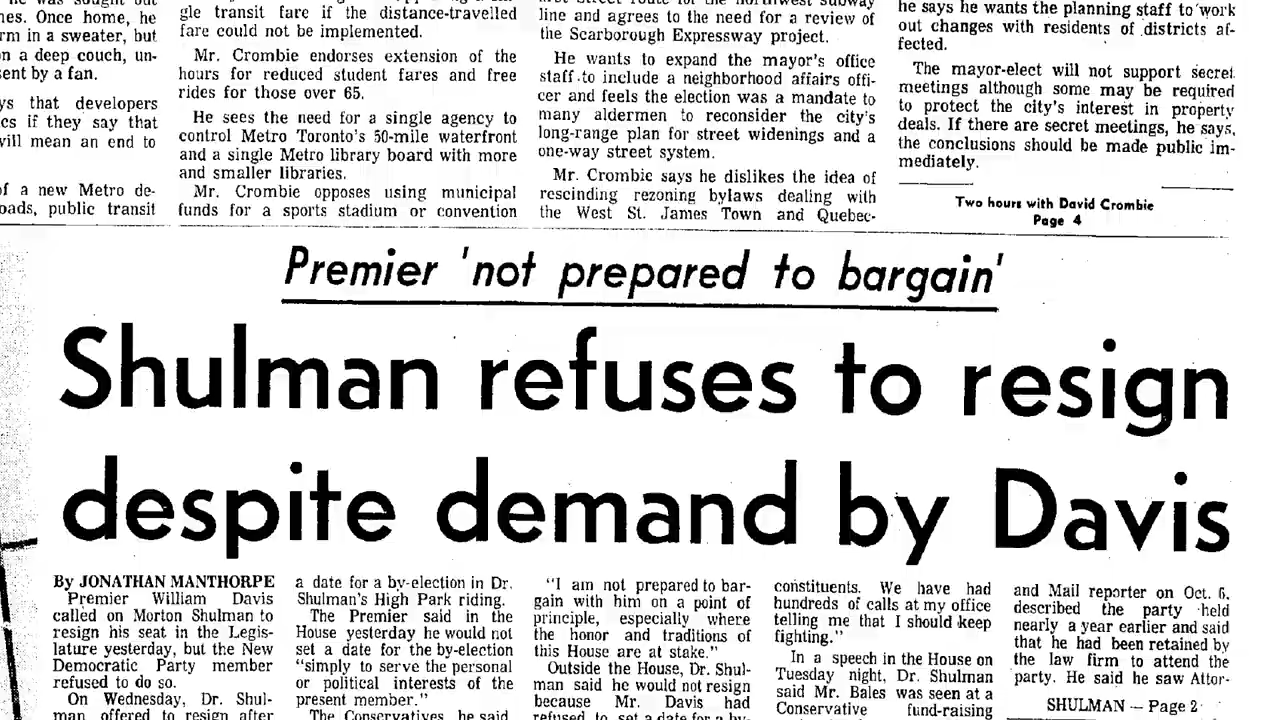 nes. Once home, he
rm in a sweater, but
n a deep couch, un-
sent by a fan.
ys that developers
cs if they say that
will mean an end to
of a new Metro de-
oads, public transit
gle transit fare if the distance-travelled
fare could not be implemented.
Mr. Crombie endorses extension of the
hours for reduced student fares and free
rides for those over 65.
He sees the need for a single agency to
control Metro Toronto's 50-mile waterfront
and a single Metro library board with more
and smaller libraries.
Mr. Crombie opposes using municipal
funds for a sports stadium or convention
line and agrees to the need for a review of
the Scarborough Expressway project.
He wants to expand the mayor's office
staff to include a neighborhood affairs offi-
cer and feels the election was a mandate to
many aldermen to reconsider the city's
long-range plan for street widenings and a
one-way street system.
Mr. Crombie says he dislikes the idea of
rescinding rezoning bylaws dealing with
the West St. James Town and Quebec-
he says he wants the planning staff to work
out changes with residents of districts af-
fected.
The mayor-elect will not support secret
meetings although some may be required
to protect the city's interest in property
deals. If there are secret meetings, he says,
the conclusions should be made public im-
mediately.
Two hours with David Crombie
Page 4
Premier 'not prepared to bargain'
Shulman refuses to resign
despite demand by Davis
By JONATHAN MANTHORPE
Premier William Davis
called on Morton Shulman to
resign his seat in the Legis-
lature yesterday, but the New
Democratic Party member
refused to do so.
On Wednesday, Dr. Shul-
man offered to resign after
a date for a by-election in Dr.
Shulman's High Park riding.
The Premier said in the
House yesterday he would not
set a date for the by-election
"simply to serve the personal
or political interests of the
present member."
The Conservatives, he said,
"I am not prepared to bar-
gain with him on a point of
principle, especially where
the honor and traditions of
this House are at stake."
Outside the House, Dr. Shul-
man said he would not resign
because Mr. Davis had
refused to set a date for a by-
constituents. We have had
hundreds of calls at my office
telling me that I should keep
fighting."
In a speech in the House on
Tuesday night, Dr. Shulman
said Mr. Bales was seen at a
Conservative fund-raising
and Mail reporter on Oct. 6,
described the party held
nearly a year earlier and said
that he had been retained by
the law firm to attend the
party. He said he saw Attor-
SHULMAN — Page 2